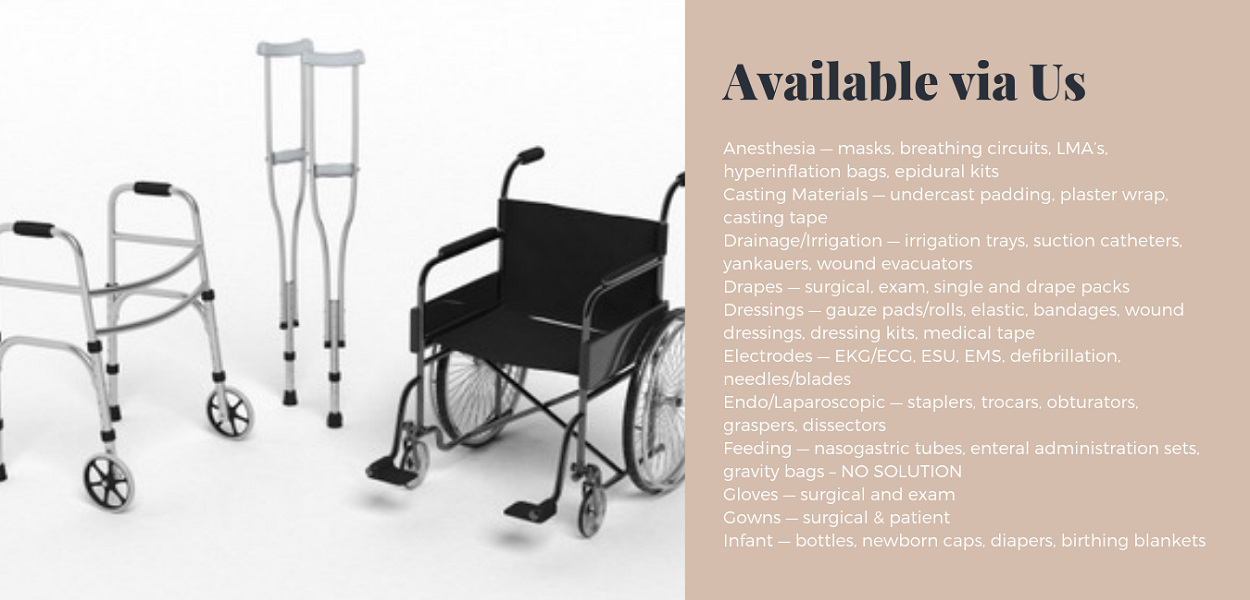 Available via Us
Anesthesia — masks, breathing circuits, LMA's,
hyperinflation bags, epidural kits
Casting Materials — undercast padding, plaster wrap,
casting tape
Drainage/Irrigation — irrigation trays, suction catheters,
yankauers, wound evacuators
Drapes — surgical, exam, single and drape packs
Dressings — gauze pads/rolls, elastic, bandages, wound
dressings, dressing kits, medical tape
Electrodes — EKG/ECG, ESU, EMS, defibrillation,
needles/blades
Endo/Laparoscopic — staplers, trocars, obturators,
graspers, dissectors
Feeding — nasogastric tubes, enteral administration sets,
gravity bags – NO SOLUTION
Gloves — surgical and exam
Gowns — surgical & patient
Infant — bottles, newborn caps, diapers, birthing blankets